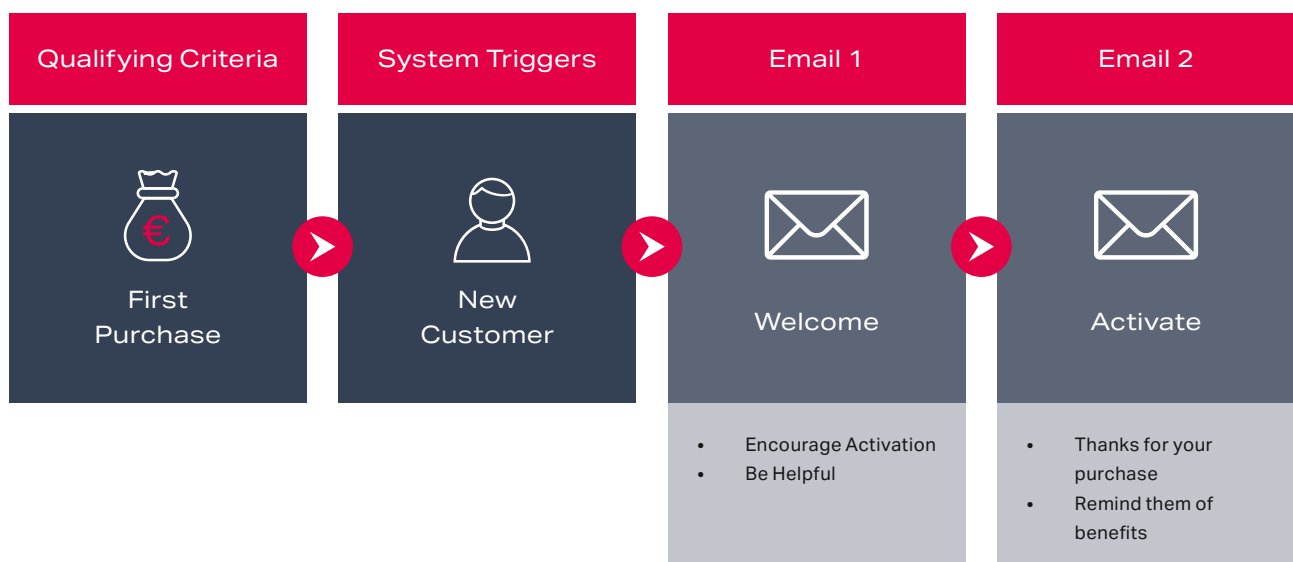 Qualifying Criteria
System Triggers
Email 1
Email 2
€
First
Purchase
New
Customer
Welcome
Activate
• Encourage Activation
• Be Helpful
• Thanks for your
purchase
• Remind them of
benefits